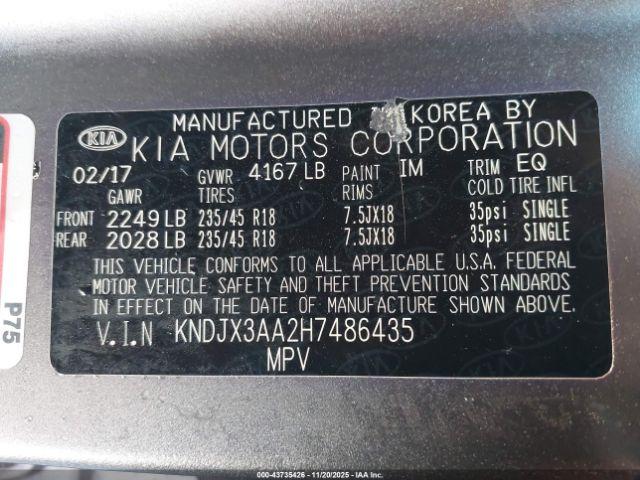 MANUFACTURED KOREA BY
KIA KIA MOTORS CORPORATION
02/17 GVWR 4167 LB PAINT IM TRIM EQ
GAWR TIRES RIMS COLD TIRE INFL
FRONT 2249 LB 235/45 R18 7.5JX18 35psi SINGLE
REAR 2028 LB 235/45 R18 7.5JX18 35psi SINGLE
THIS VEHICLE CONFORMS TO ALL APPLICABLE U.S.A. FEDERAL
MOTOR VEHICLE SAFETY AND THEFT PREVENTION STANDARDS
IN EFFECT ON THE DATE OF MANUFACTURE SHOWN ABOVE.
V.I.N KNDJX3AA2H7486435
MPV
P75
000-43735426 - 11/20/2025 - IAA Inc.